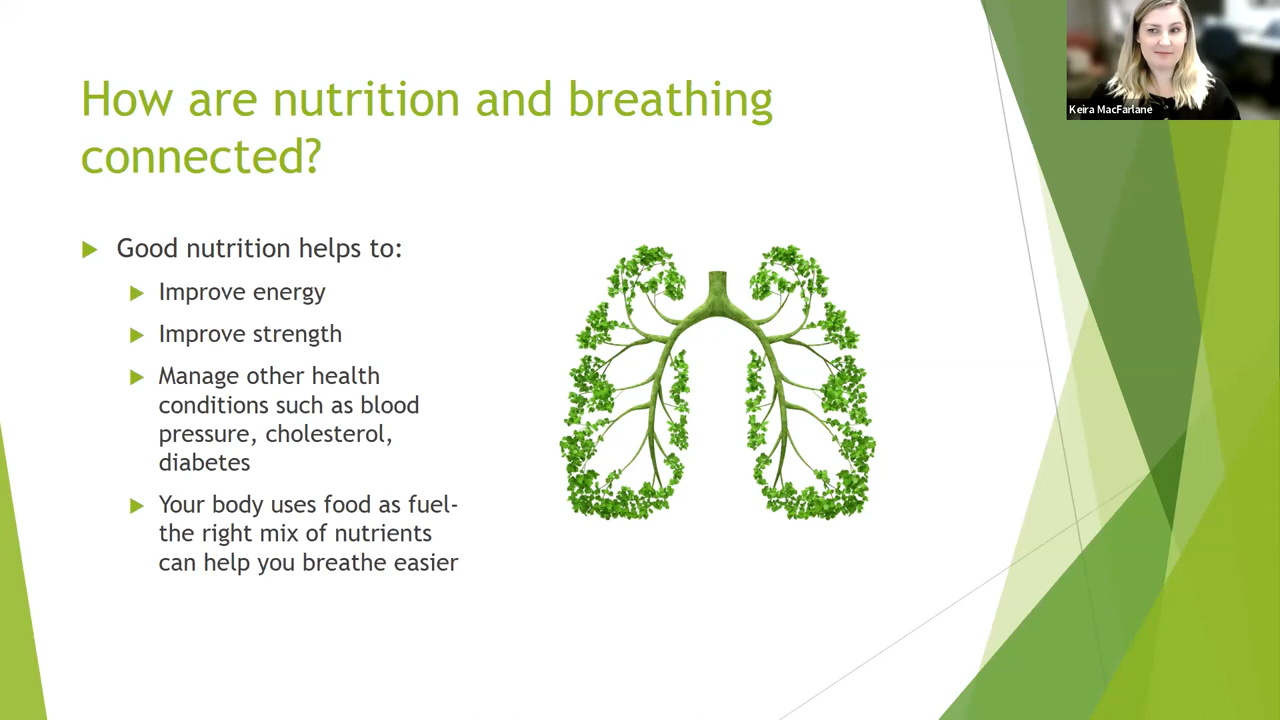 How are nutrition and breathing
connected?
Good nutrition helps to:
Improve energy
Improve strength
Manage other health
conditions such as blood
pressure, cholesterol,
diabetes
Your body uses food as fuel-
the right mix of nutrients
can help you breathe easier
Keira MacFarlane